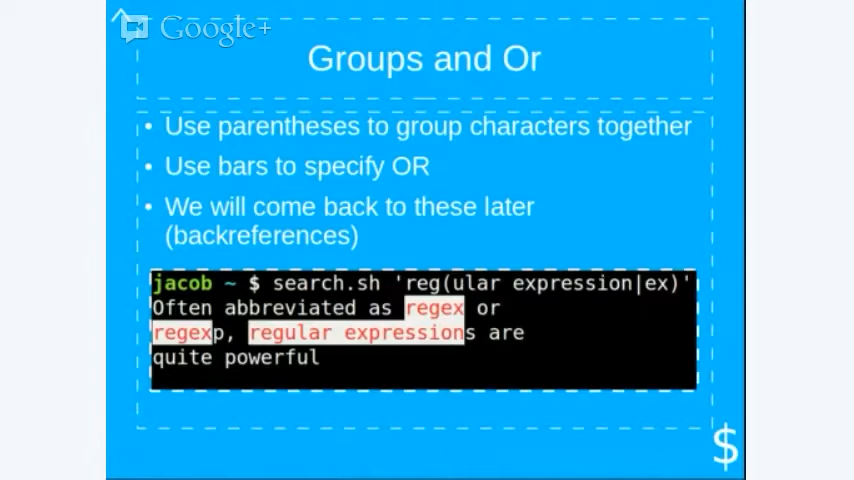 ^
Google+
Groups and Or
• Use parentheses to group characters together
• Use bars to specify OR
• We will come back to these later
(backreferences)
jacob ~ $ search.sh 'reg(ular expression|ex)'
Often abbreviated as regex or
regexp, regular expressions are
quite powerful
$